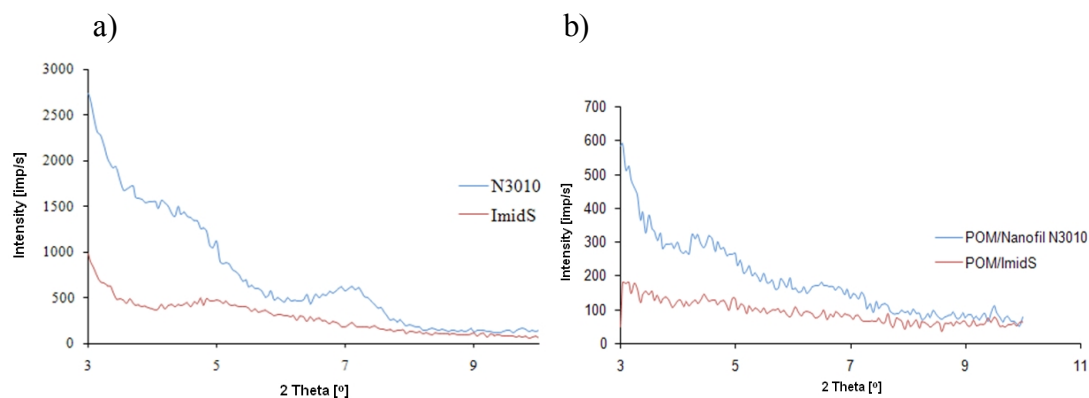 a)
3000
2500
2000
1500
1000
500
0
Intensity [imp/s]
3 5 7 9
2 Theta [º]
N3010
ImidS
b)
700
600
500
400
300
200
100
0
Intensity [imp/s]
3 5 7 9 11
2 Theta [º]
POM/Nanofil N3010
POM/ImidS